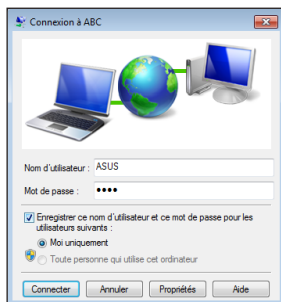 Connexion à ABC
Nom d'utilisateur : ASUS
Mot de passe : ••••
Enregistrer ce nom d'utilisateur et ce mot de passe pour les
utilisateurs suivants :
Moi uniquement
Toute personne qui utilise cet ordinateur
Connecter Annuler Propriétés Aide